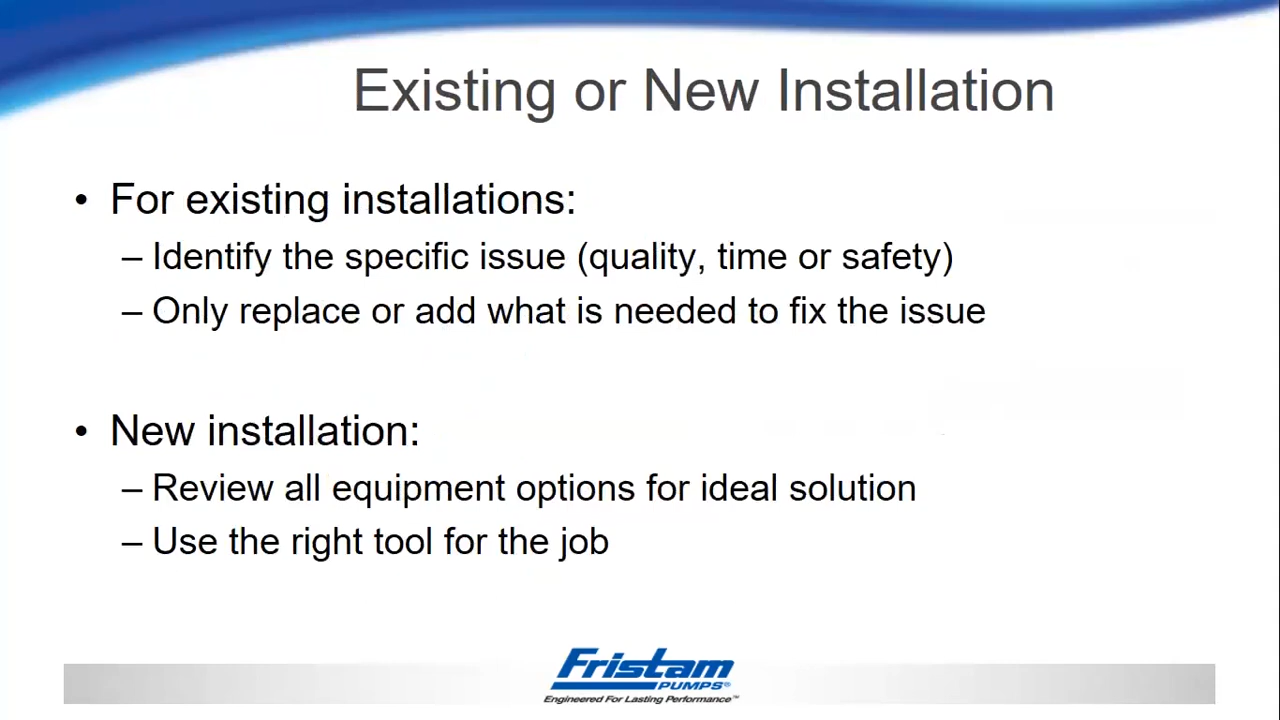 Existing or New Installation
• For existing installations:
– Identify the specific issue (quality, time or safety)
– Only replace or add what is needed to fix the issue
• New installation:
– Review all equipment options for ideal solution
– Use the right tool for the job
Fristam
PUMPS®
Engineered For Lasting Performance™